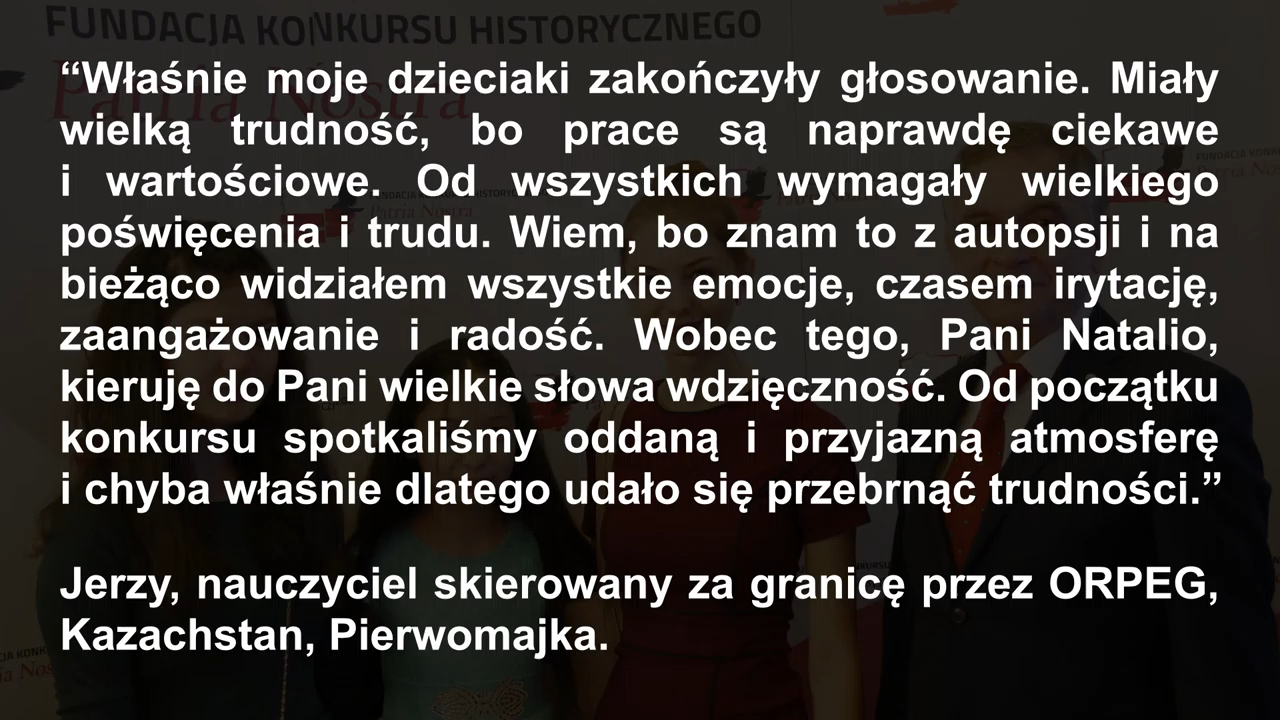 FUNDACJA KONKURSU HISTORYCZNEGO
Patria Nostra
“Właśnie moje dzieciaki zakończyły głosowanie. Miały
wielką trudność, bo prace są naprawdę ciekawe
i wartościowe. Od wszystkich wymagały wielkiego
poświęcenia i trudu. Wiem, bo znam to z autopsji i na
bieżąco widziałem wszystkie emocje, czasem irytację,
zaangażowanie i radość. Wobec tego, Pani Natalio,
kieruję do Pani wielkie słowa wdzięczność. Od początku
konkursu spotkaliśmy oddaną i przyjazną atmosferę
i chyba właśnie dlatego udało się przebrnąć trudności.”
Jerzy, nauczyciel skierowany za granicę przez ORPEG,
Kazachstan, Pierwomajka.